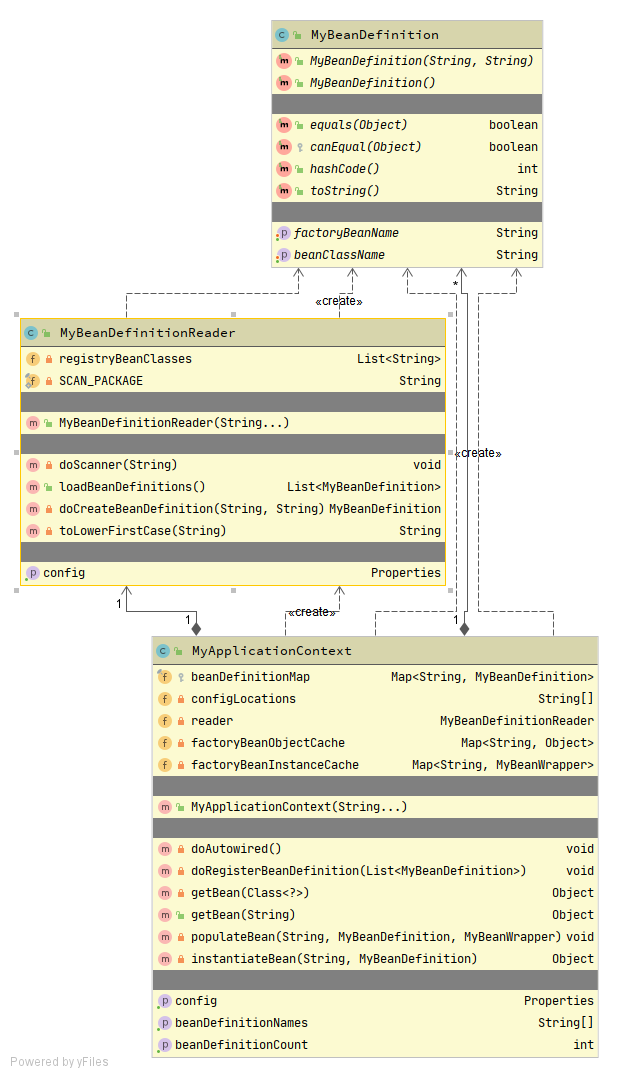 MyBeanDefinition
MyBeanDefinition(String, String)
MyBeanDefinition()
equals(Object) boolean
canEqual(Object) boolean
hashCode() int
toString() String
factoryBeanName String
beanClassName String
*
«create»
MyBeanDefinitionReader
registryBeanClasses List<String>
SCAN_PACKAGE String
MyBeanDefinitionReader(String...)
«create»
doScanner(String) void
loadBeanDefinitions() List<MyBeanDefinition>
doCreateBeanDefinition(String, String) MyBeanDefinition
toLowerFirstCase(String) String
config Properties
1
«create»
1 1
MyApplicationContext
beanDefinitionMap Map<String, MyBeanDefinition>
configLocations String[]
reader MyBeanDefinitionReader
factoryBeanObjectCache Map<String, Object>
factoryBeanInstanceCache Map<String, MyBeanWrapper>
MyApplicationContext(String...)
doAutowired() void
doRegisterBeanDefinition(List<MyBeanDefinition>) void
getBean(Class<?>) Object
getBean(String) Object
populateBean(String, MyBeanDefinition, MyBeanWrapper) void
instantiateBean(String, MyBeanDefinition) Object
config Properties
beanDefinitionNames String[]
beanDefinitionCount int
Powered by yFiles